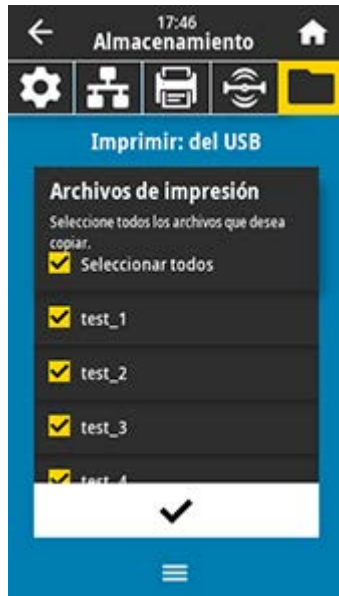 17:46
Almacenamiento
Imprimir: del USB
Archivos de impresión
Seleccione todos los archivos que desea
copiar.
Seleccionar todos
test_1
test_2
test_3
test_4